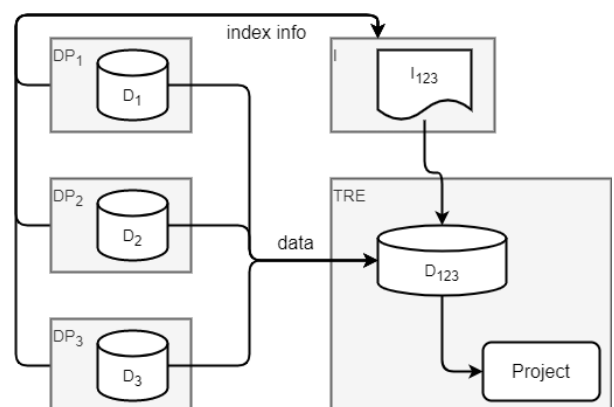 index info
DP₁
D₁
I
I₁₂₃
DP₂
D₂
data
TRE
D₁₂₃
DP₃
D₃
Project